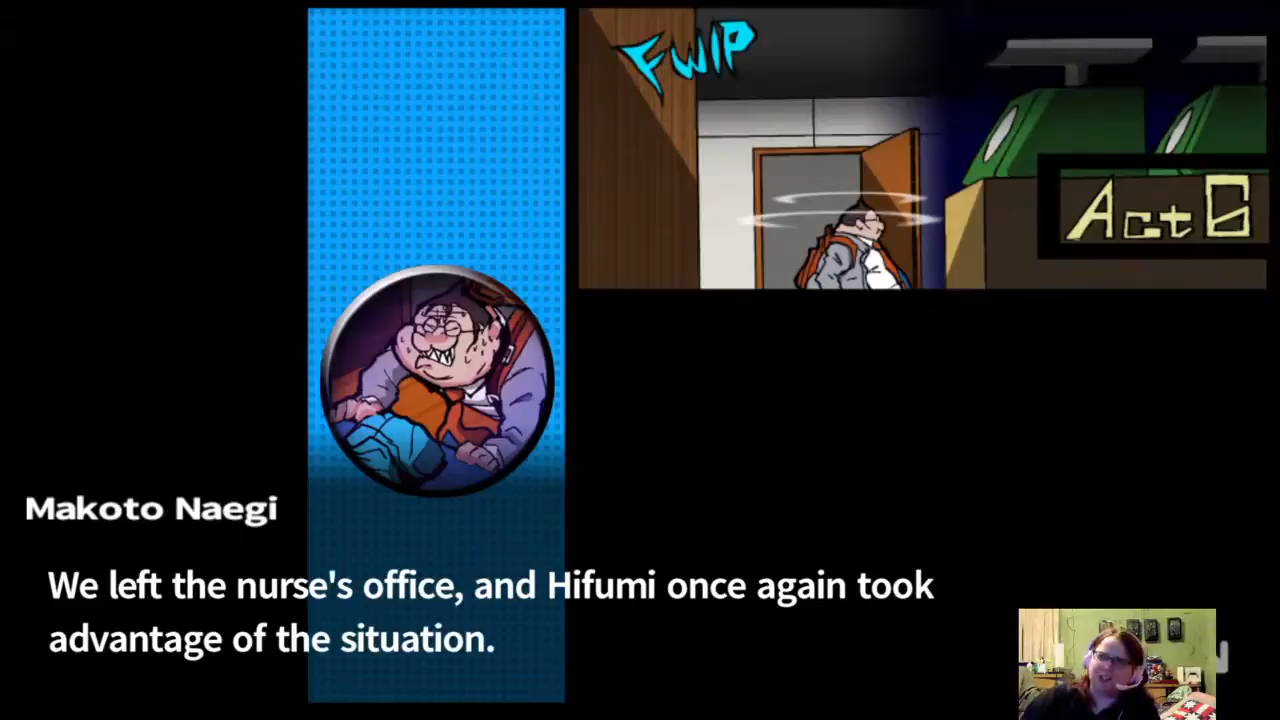 FWIP
Act 6
Makoto Naegi
We left the nurse's office, and Hifumi once again took
advantage of the situation.